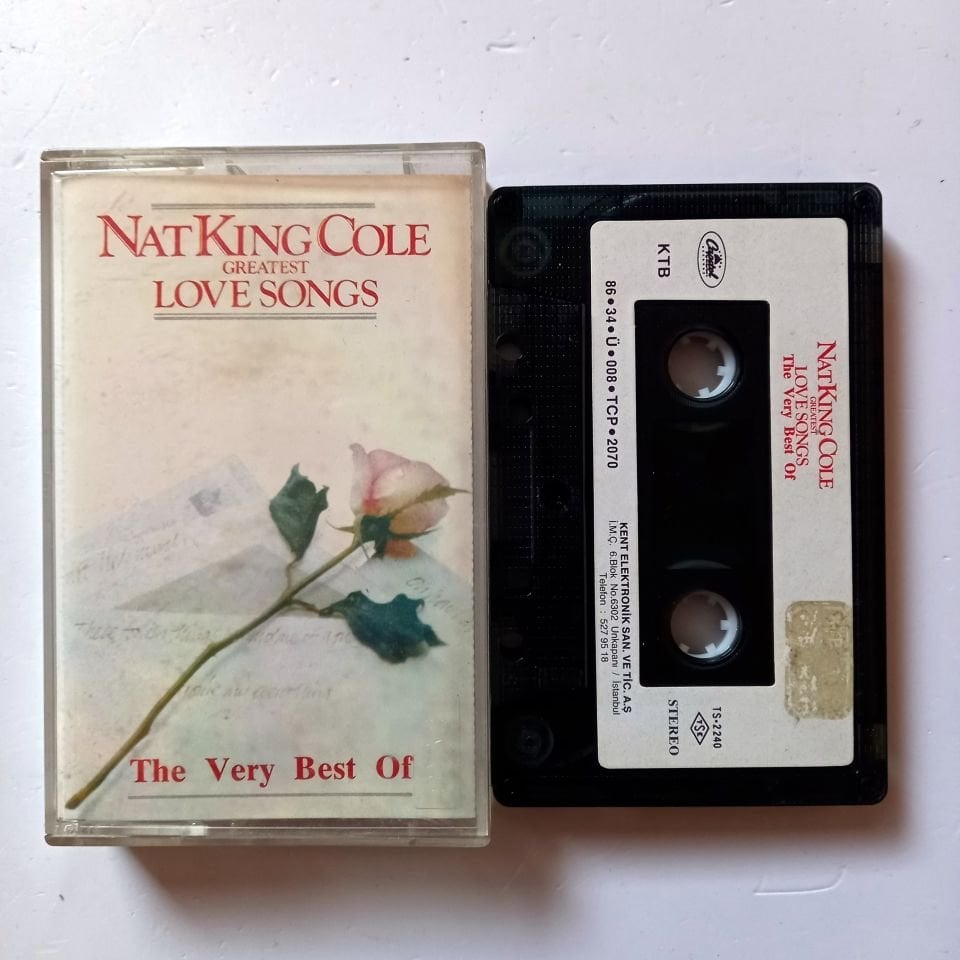 NAT KING COLE
GREATEST
LOVE SONGS
The Very Best Of
Capitol
KTB
NAT KING COLE
GREATEST
LOVE SONGS
The Very Best Of
86•34•Ü•008•TCP•2070
KENT ELEKTRONİK SAN. VE TİC. A.Ş
İ.M.Ç. 6.Blok No.6302 Unkapanı / İstanbul
Telefon : 527 95 18
TS•2240
TSE
STEREO